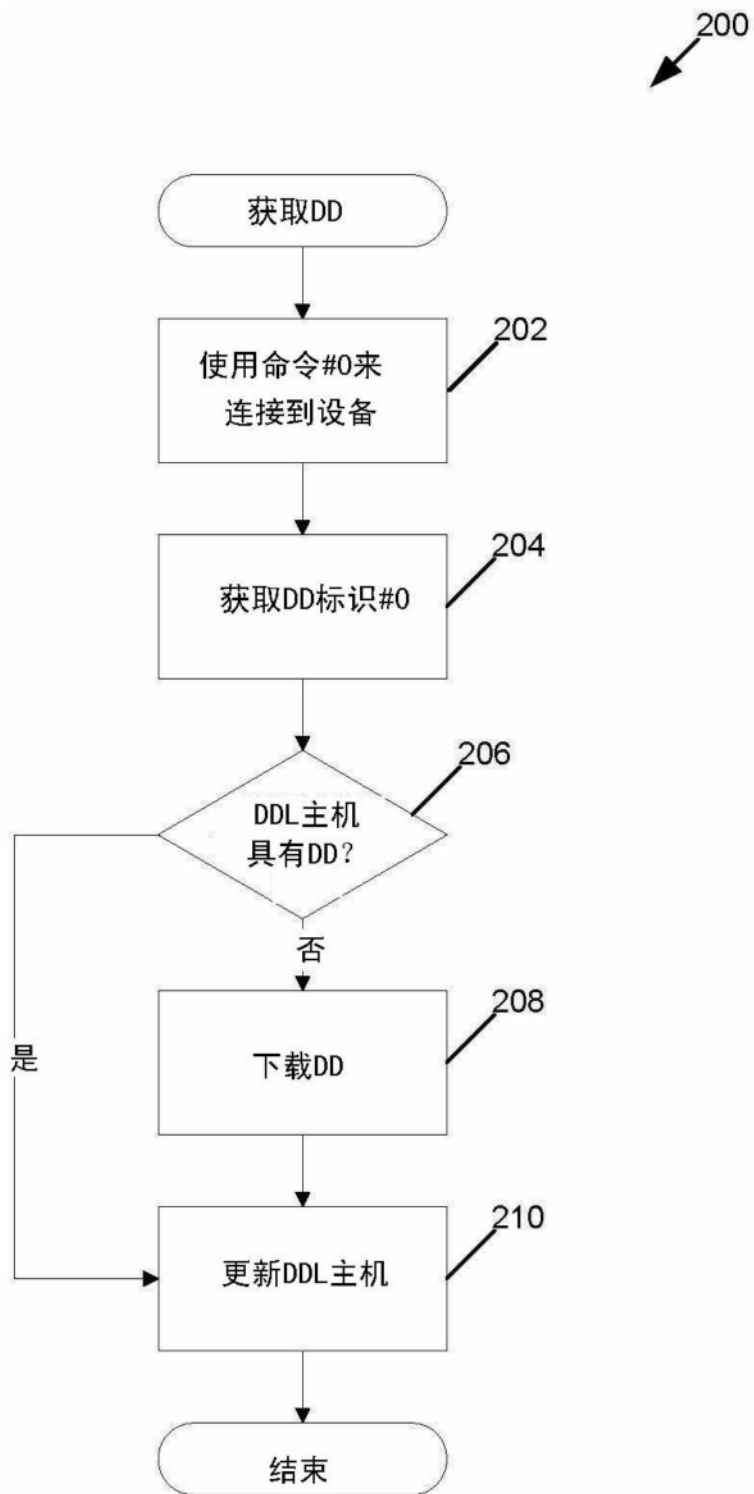 200
获取DD
使用命令#0来
连接到设备
202
获取DD标识#0
204
DDL主机
具有DD?
206
否
是
下载DD
208
更新DDL主机
210
结束